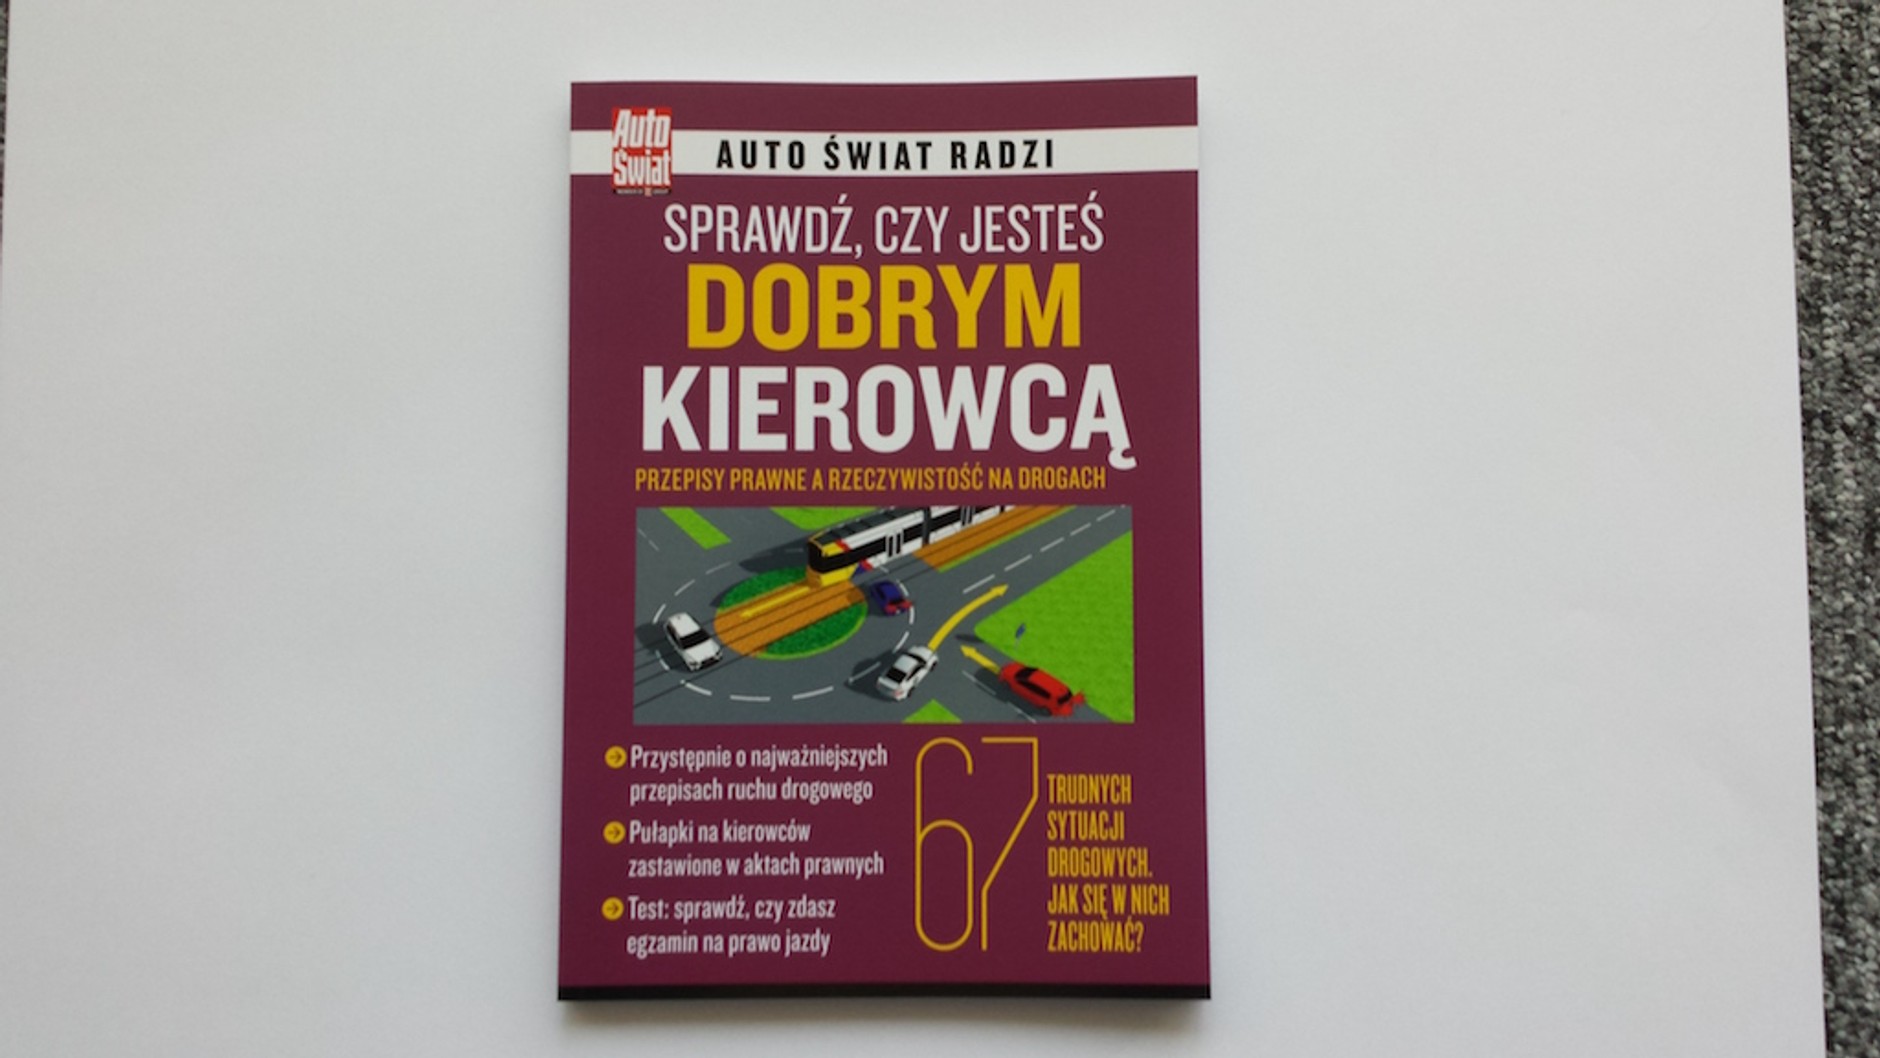 Auto
Świat
AUTO ŚWIAT RADZI
SPRAWDŹ, CZY JESTEŚ
DOBRYM
KIEROWCĄ
PRZEPISY PRAWNE A RZECZYWISTOŚĆ NA DROGACH
Przystępnie o najważniejszych
przepisach ruchu drogowego
Pułapki na kierowców
zastawione w aktach prawnych
Test: sprawdź, czy zdasz
egzamin na prawo jazdy
67
TRUDNYCH
SYTUACJI
DROGOWYCH.
JAK SIĘ W NICH
ZACHOWAĆ?